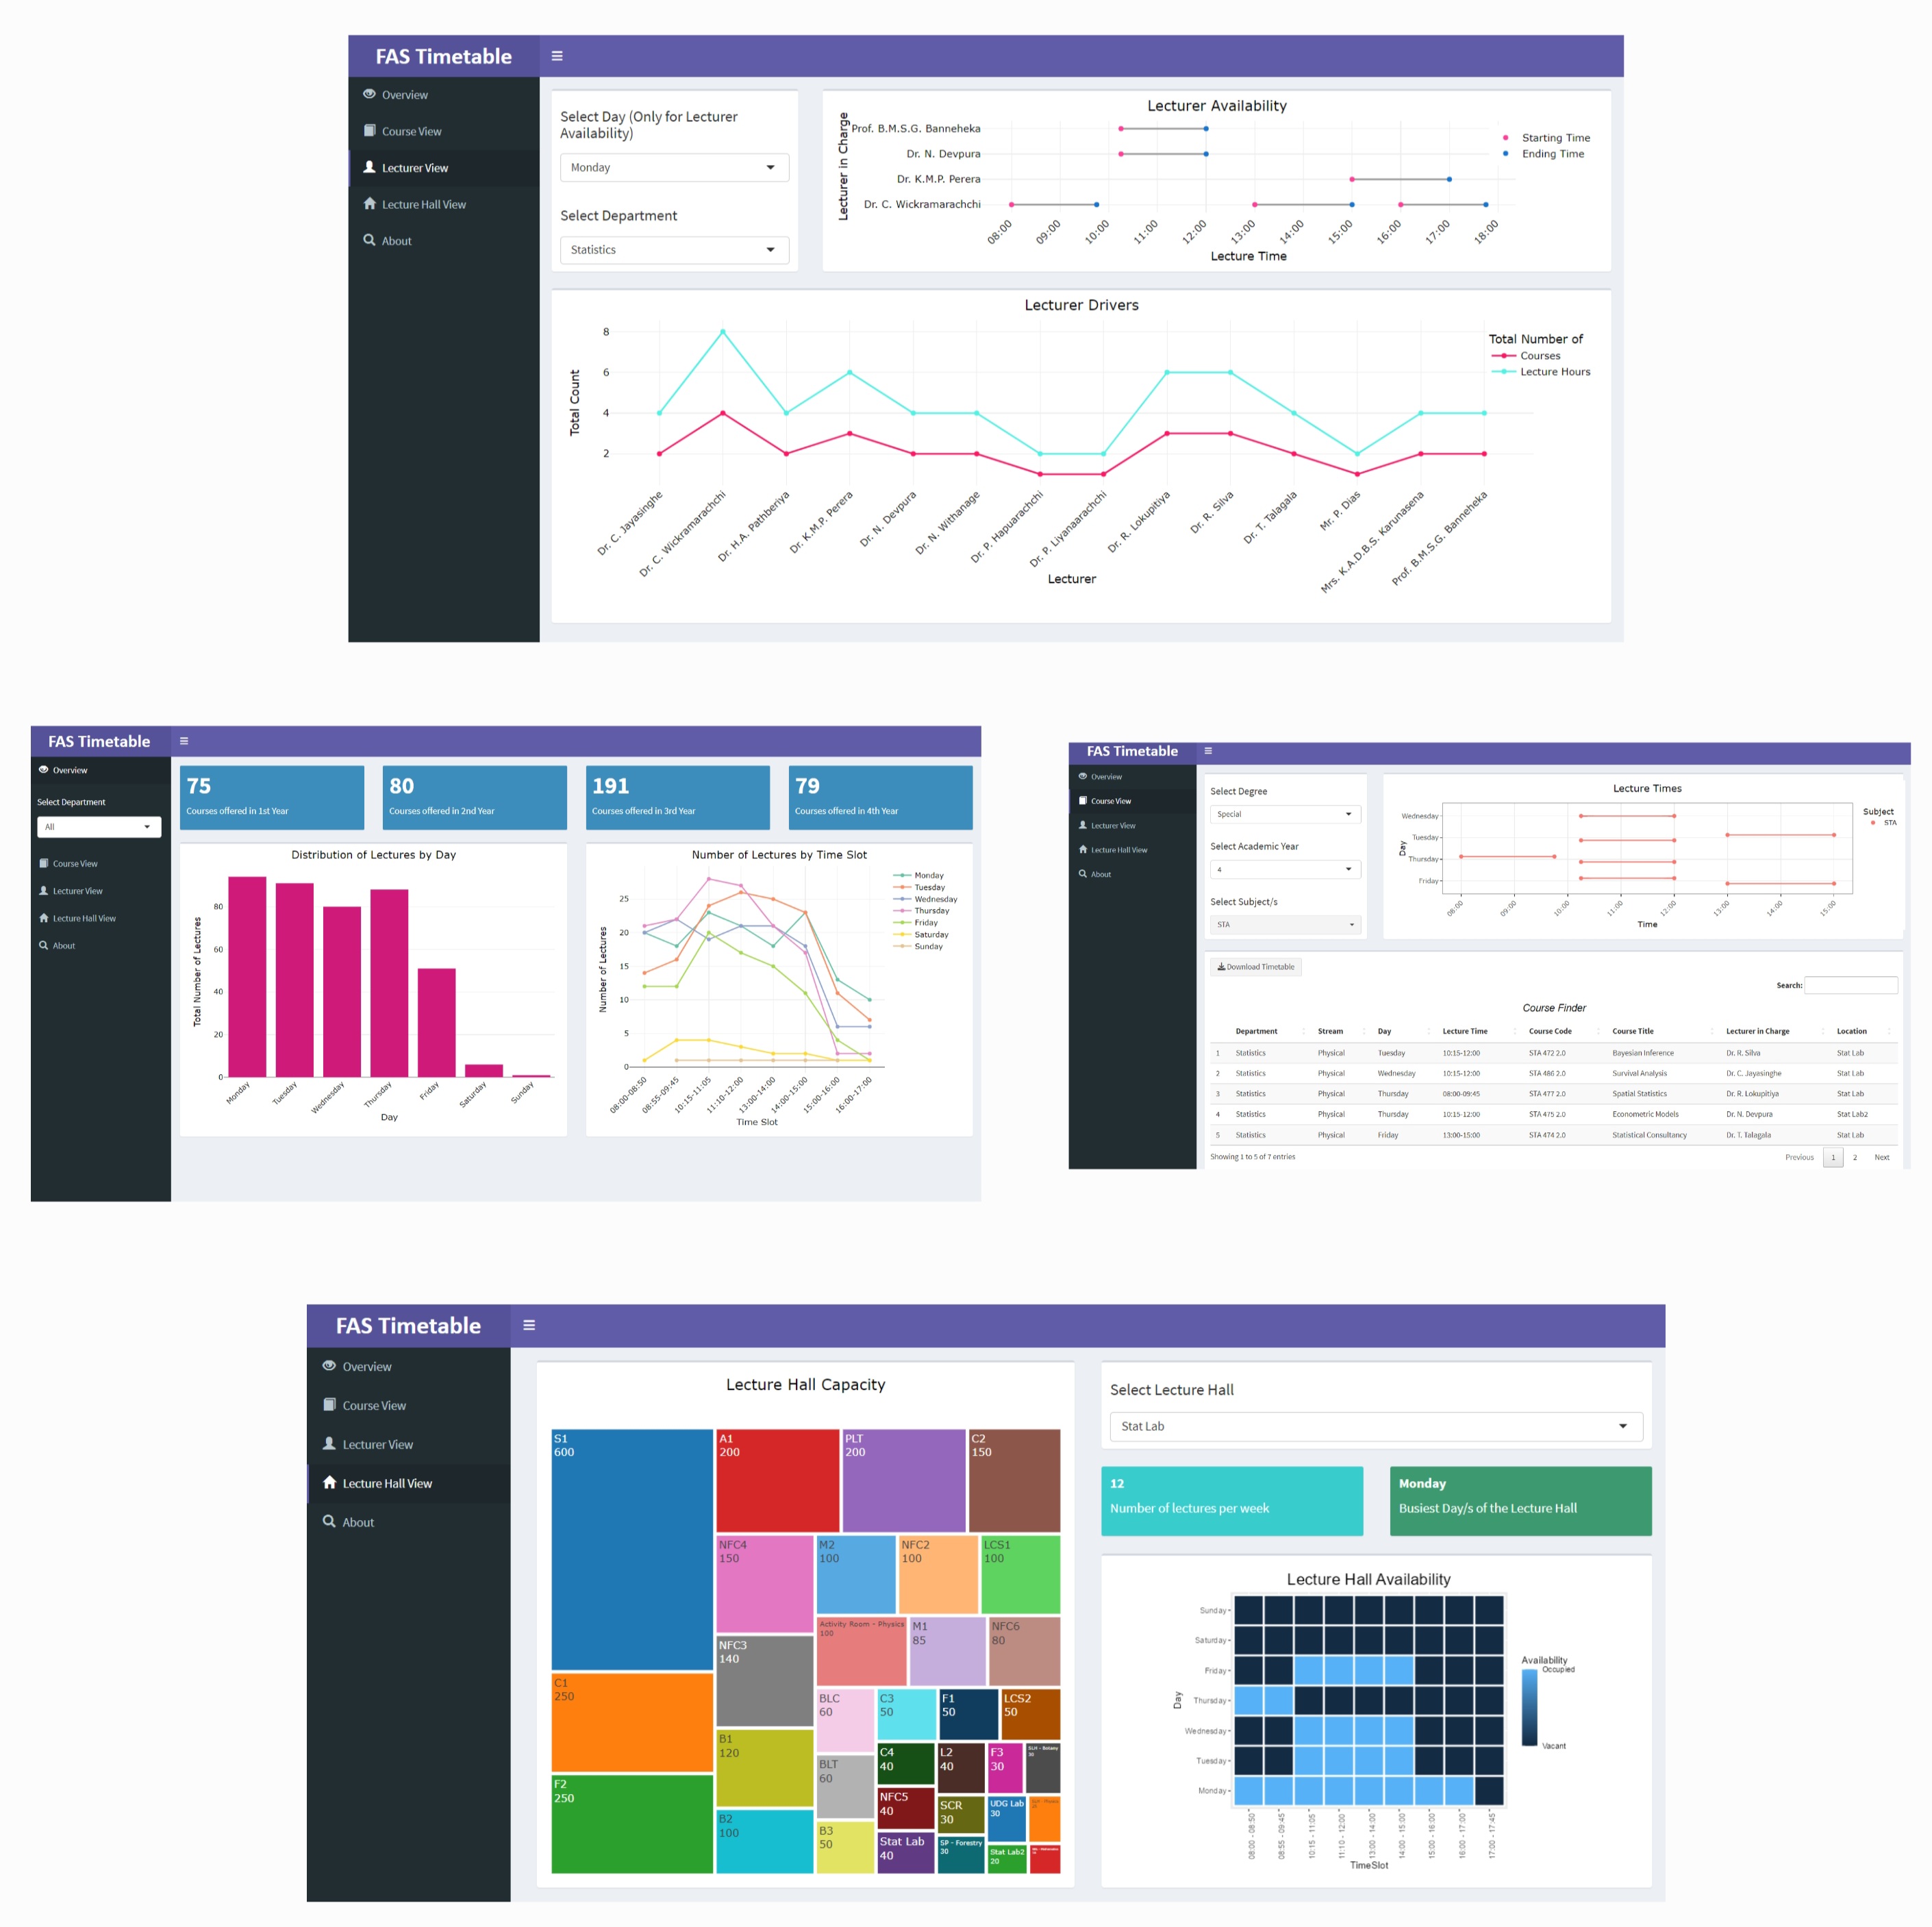 FAS Timetable
Overview
Course View
Lecturer View
Lecture Hall View
About
Select Day (Only for Lecturer
Availability)
Monday
Select Department
Statistics
Lecturer Availability
Lecturer in Charge
Prof. B.M.S.G. Banneheka
Dr. N. Devpura
Dr. K.M.P. Perera
Dr. C. Wickramarachchi
08:00 09:00 10:00 11:00 12:00 13:00 14:00 15:00 16:00 17:00 18:00
Lecture Time
Starting Time
Ending Time
Lecturer Drivers
Total Count
8
6
4
2
Total Number of
Courses
Lecture Hours
Dr. C. Jayasinghe
Dr. C. Wickramarachchi
Dr. H.A. Pathberiya
Dr. K.M.P. Perera
Dr. N. Devpura
Dr. N. Withanage
Dr. P. Hapuarachchi
Dr. P. Liyanaarachchi
Dr. R. Lokupitiya
Dr. R. Silva
Dr. T. Talagala
Mr. P. Dias
Mrs. K.A.D.B.S. Karunasena
Prof. B.M.S.G. Banneheka
Lecturer
FAS Timetable
Overview
Select Department
All
Course View
Lecturer View
Lecture Hall View
About
75
Courses offered in 1st Year
80
Courses offered in 2nd Year
191
Courses offered in 3rd Year
79
Courses offered in 4th Year
Distribution of Lectures by Day
Total Number of Lectures
80
60
40
20
0
Monday Tuesday Wednesday Thursday Friday Saturday Sunday
Day
Number of Lectures by Time Slot
Number of Lectures
25
20
15
10
5
0
08:00-08:50 08:55-09:45 10:15-11:05 11:10-12:00 13:00-14:00 14:00-15:00 15:00-16:00 16:00-17:00
Time Slot
Monday
Tuesday
Wednesday
Thursday
Friday
Saturday
Sunday
FAS Timetable
Overview
Course View
Lecturer View
Lecture Hall View
About
Select Degree
Special
Select Academic Year
4
Select Subject/s
STA
Lecture Times
Day
Wednesday
Tuesday
Thursday
Friday
08:00 09:00 10:00 11:00 12:00 13:00 14:00 15:00
Time
Subject
STA
Download Timetable
Search:
Course Finder
Department Stream Day Lecture Time Course Code Course Title Lecturer in Charge Location
1 Statistics Physical Tuesday 10:15-12:00 STA 472 2.0 Bayesian Inference Dr. R. Silva Stat Lab
2 Statistics Physical Wednesday 10:15-12:00 STA 486 2.0 Survival Analysis Dr. C. Jayasinghe Stat Lab
3 Statistics Physical Thursday 08:00-09:45 STA 477 2.0 Spatial Statistics Dr. R. Lokupitiya Stat Lab
4 Statistics Physical Thursday 10:15-12:00 STA 475 2.0 Econometric Models Dr. N. Devpura Stat Lab2
5 Statistics Physical Friday 13:00-15:00 STA 474 2.0 Statistical Consultancy Dr. T. Talagala Stat Lab
Showing 1 to 5 of 7 entries
Previous 1 2 Next
FAS Timetable
Overview
Course View
Lecturer View
Lecture Hall View
About
Lecture Hall Capacity
S1
600
C1
250
F2
250
A1
200
PLT
200
C2
150
NFC4
150
NFC3
140
B1
120
B2
100
M2
100
NFC2
100
LCS1
100
Activity Room - Physics
100
M1
85
NFC6
80
BLC
60
BLT
60
B3
50
C3
50
F1
50
LCS2
50
C4
40
NFC5
40
Stat Lab
40
L2
40
SCR
30
SP - Forestry
30
F3
30
UDG Lab
30
Stat Lab2
20
Select Lecture Hall
Stat Lab
12
Number of lectures per week
Monday
Busiest Day/s of the Lecture Hall
Lecture Hall Availability
Day
Sunday
Saturday
Friday
Thursday
Wednesday
Tuesday
Monday
08:00 - 08:50
08:55 - 09:45
10:15 - 11:05
11:10 - 12:00
13:00 - 14:00
14:00 - 15:00
15:00 - 16:00
16:00 - 17:00
17:00 - 17:45
TimeSlot
Availability
Occupied
Vacant